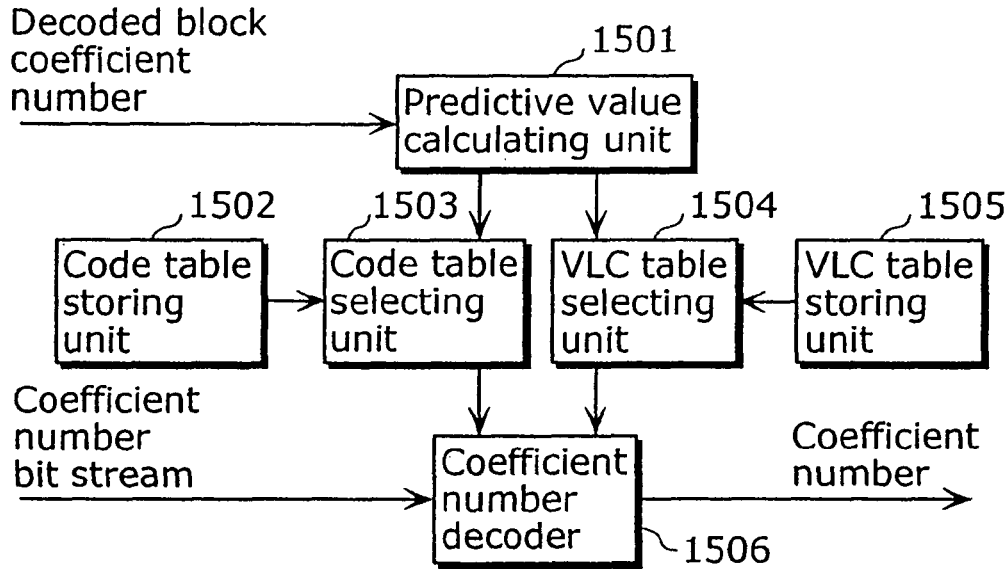 Decoded block
coefficient
number
1501
Predictive value
calculating unit
1502
1503
1504
1505
Code table
storing
unit
Code table
selecting
unit
VLC table
selecting
unit
VLC table
storing
unit
Coefficient
number
bit stream
Coefficient
number
decoder
Coefficient
number
1506